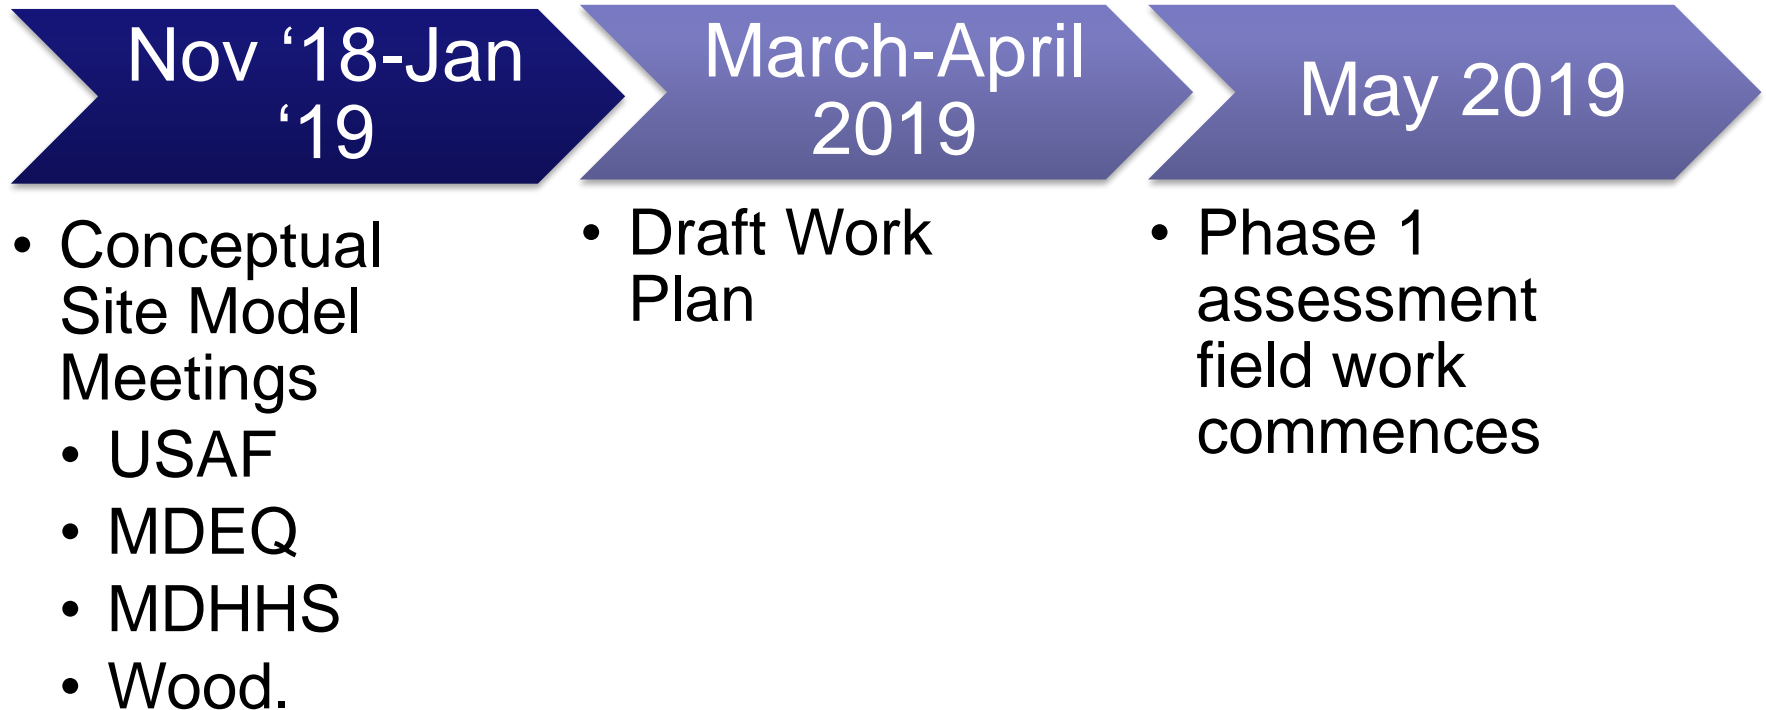 Nov ‘18-Jan
‘19
• Conceptual
Site Model
Meetings
• USAF
• MDEQ
• MDHHS
• Wood.
March-April
2019
• Draft Work
Plan
May 2019
• Phase 1
assessment
field work
commences